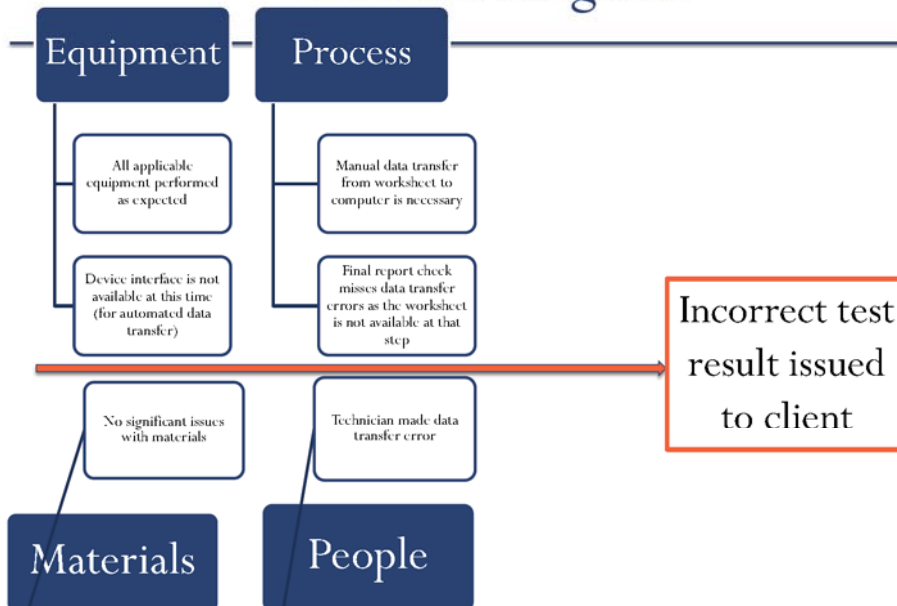 Equipment
Process
All applicable
equipment performed
as expected
Manual data transfer
from worksheet to
computer is necessary
Device interface is not
available at this time
(for automated data
transfer)
Final report check
misses data transfer
errors as the worksheet
is not available at that
step
Incorrect test
result issued
to client
No significant issues
with materials
Technician made data
transfer error
Materials
People